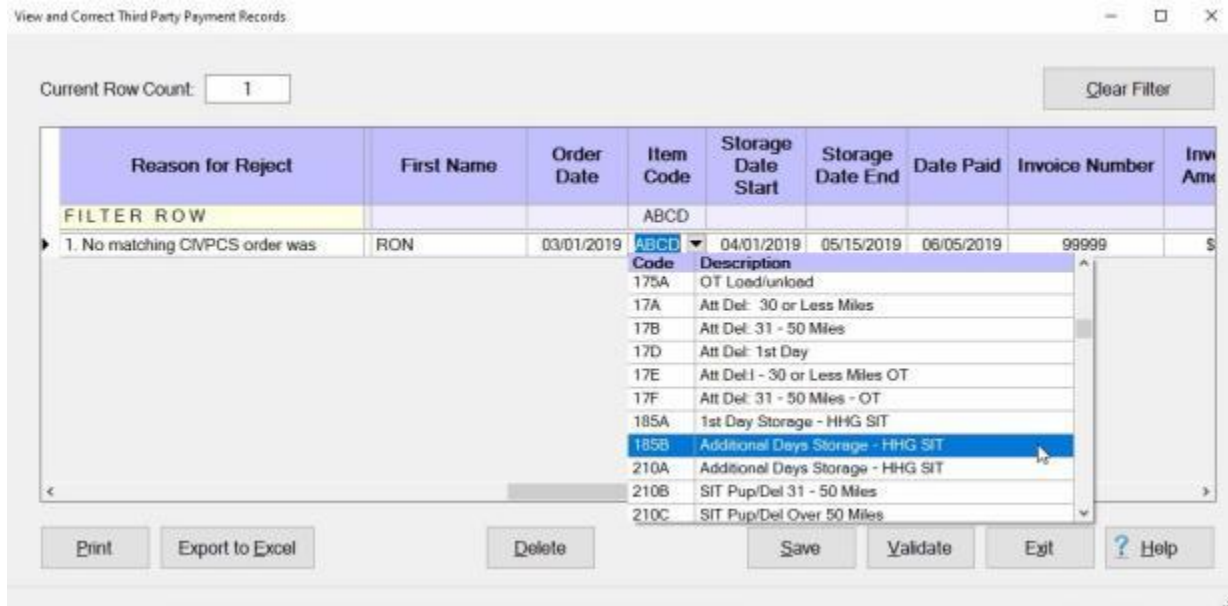 View and Correct Third Party Payment Records
Current Row Count: 1
Clear Filter
Reason for Reject First Name Order Date Item Code Storage Date Start Storage Date End Date Paid Invoice Number
FILTER ROW ABCD
1. No matching CIVPCS order was RON 03/01/2019 ABCD 04/01/2019 05/15/2019 06/05/2019 99999 $
Code Description
175A OT Load/unload
17A Att Del: 30 or Less Miles
17B Att Del: 31 - 50 Miles
17D Att Del: 1st Day
17E Att Del:I - 30 or Less Miles OT
17F Att Del: 31 - 50 Miles - OT
185A 1st Day Storage - HHG SIT
185B Additional Days Storage - HHG SIT
210A Additional Days Storage - HHG SIT
210B SIT Pup/Del 31 - 50 Miles
210C SIT Pup/Del Over 50 Miles
Print Export to Excel Delete Save Validate Exit ? Help